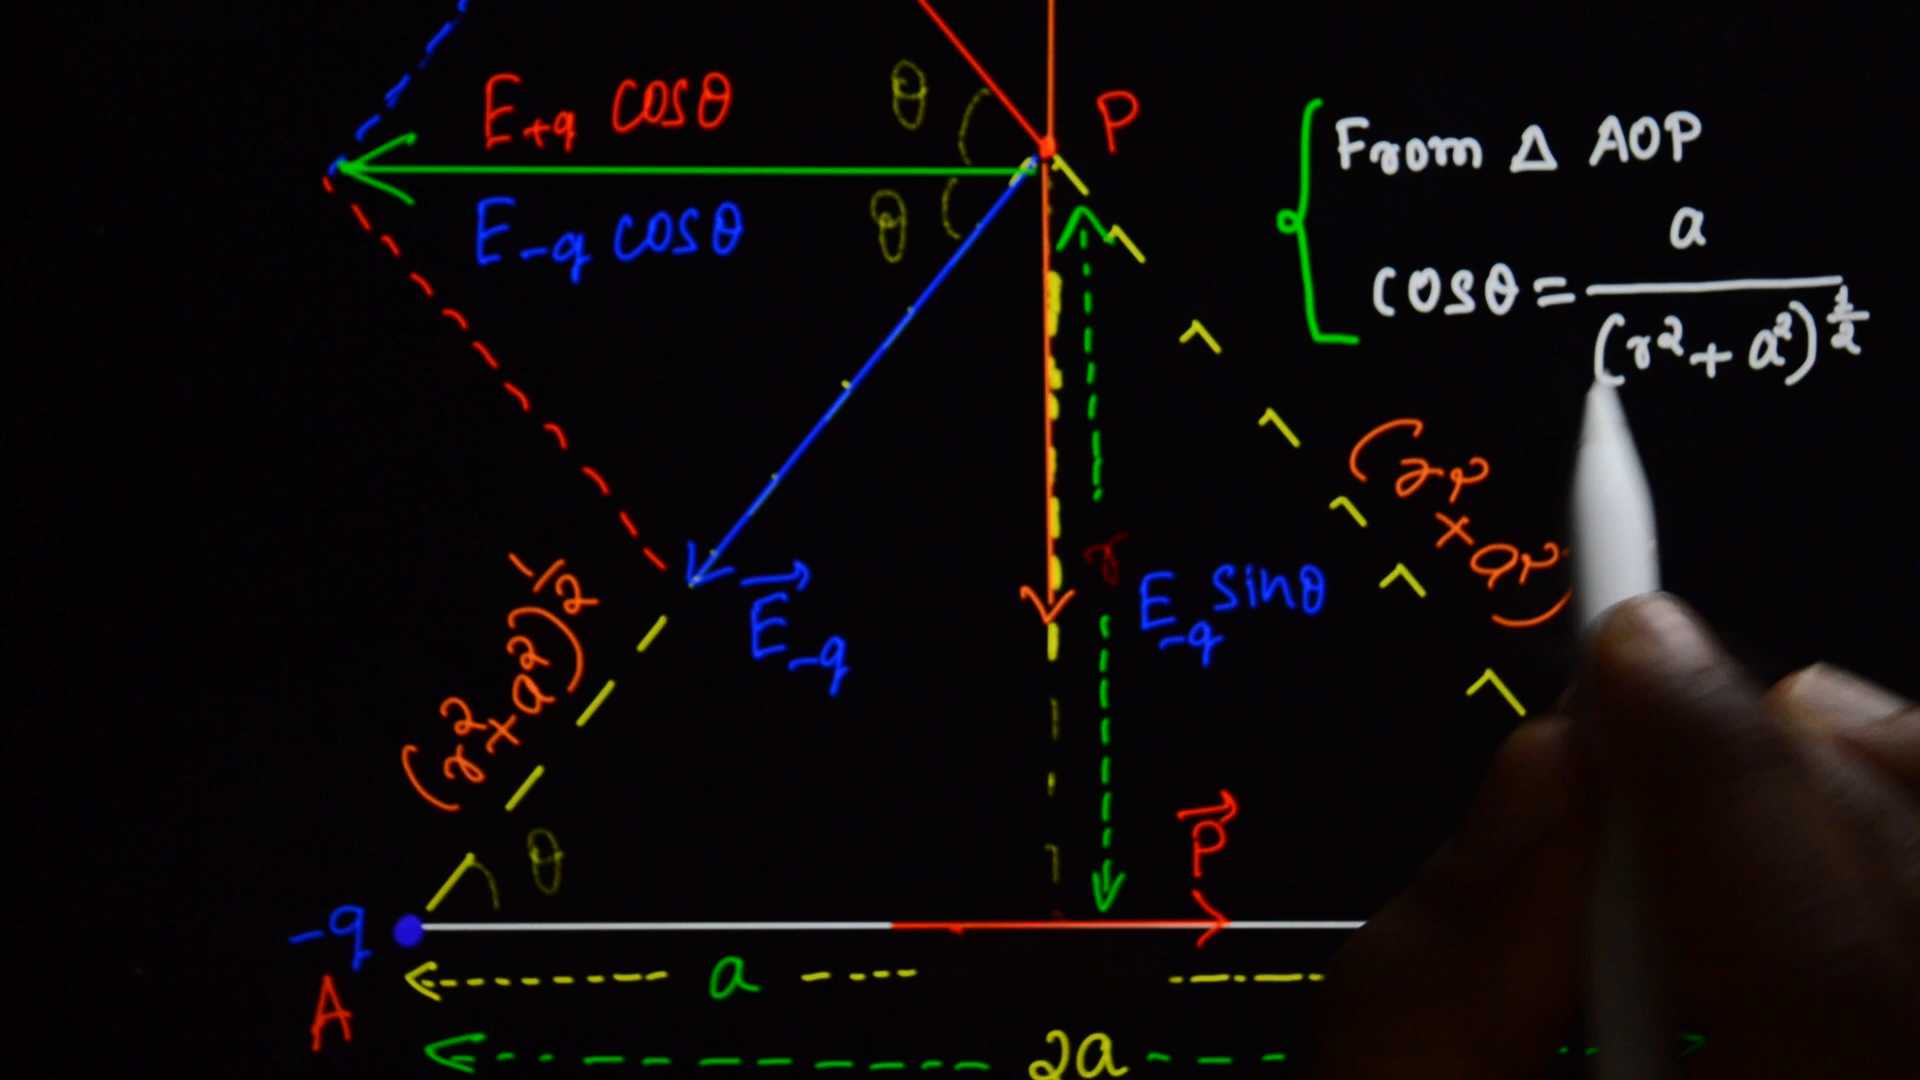 E+q cosθ
θ
P
From Δ AOP
E-q cosθ
θ
cosθ = a / (r² + a²)^½
(r² + a²)
r
E-q sinθ
(r² + a²)^1/2
E-q
P
θ
-q
A
a
2a